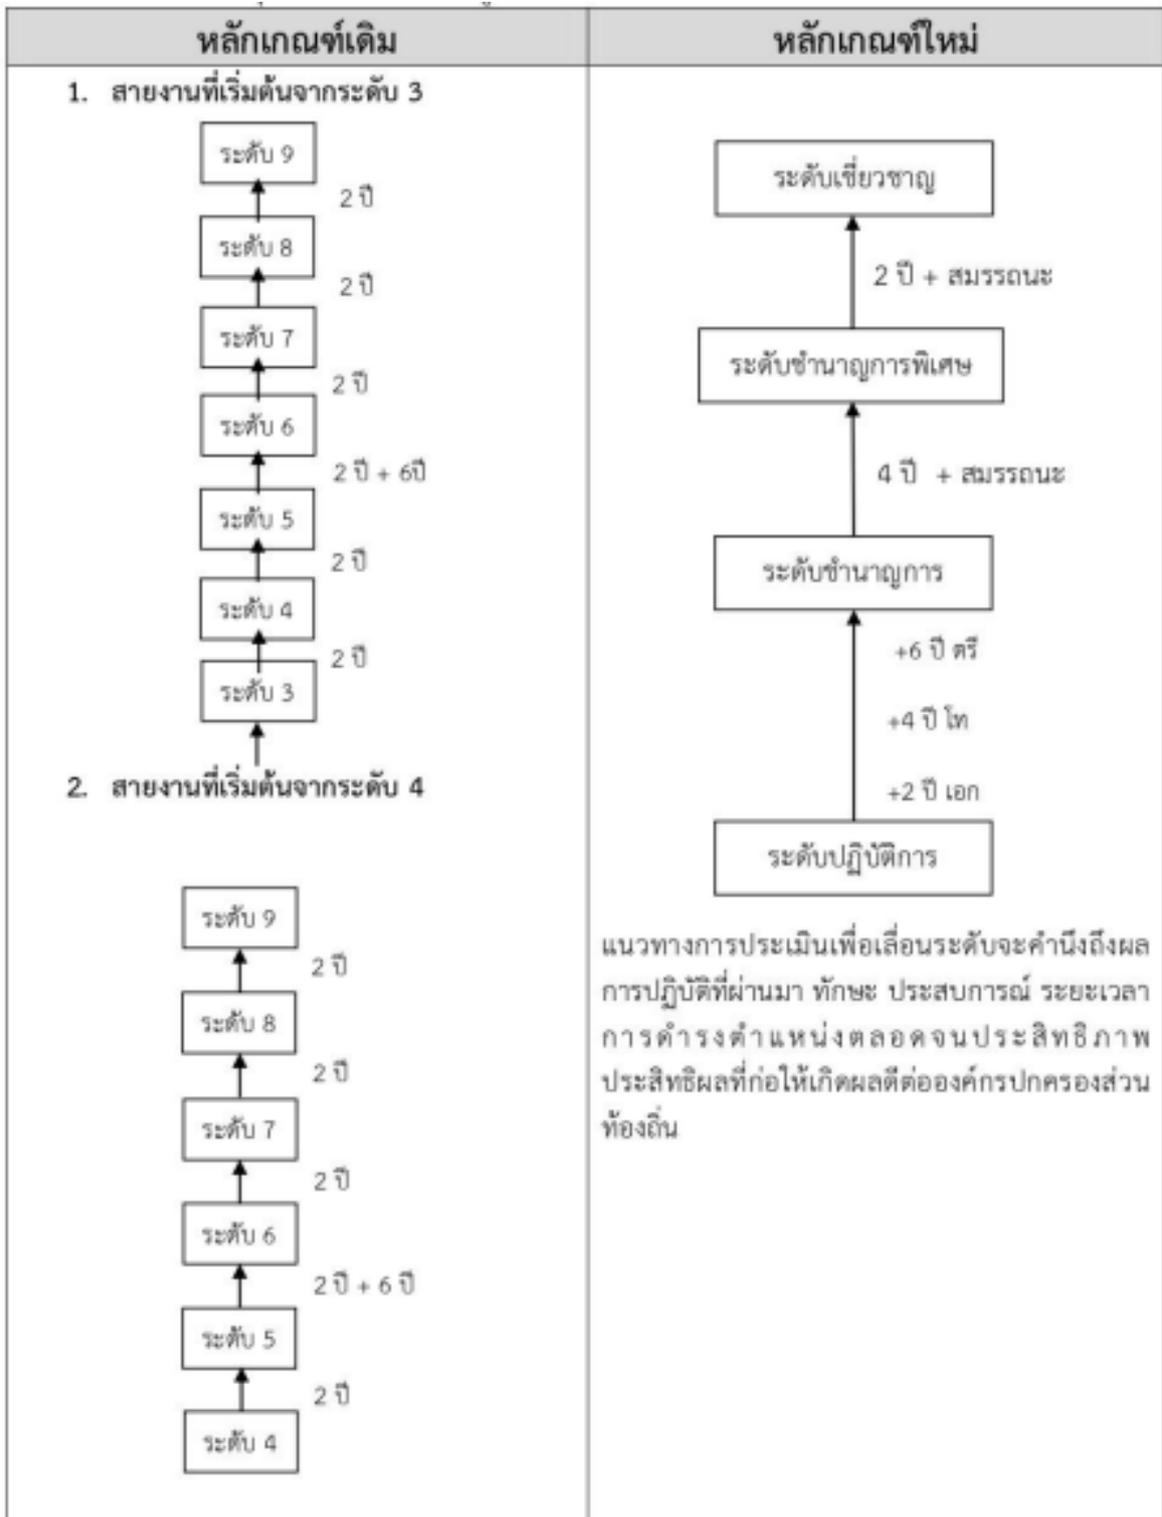 หลักเกณฑ์เดิม
1. สายงานที่เริ่มต้นจากระดับ 3
ระดับ 9
2 ปี
ระดับ 8
2 ปี
ระดับ 7
2 ปี
ระดับ 6
2 ปี + 6ปี
ระดับ 5
2 ปี
ระดับ 4
2 ปี
ระดับ 3
2. สายงานที่เริ่มต้นจากระดับ 4
ระดับ 9
2 ปี
ระดับ 8
2 ปี
ระดับ 7
2 ปี
ระดับ 6
2 ปี + 6 ปี
ระดับ 5
2 ปี
ระดับ 4
หลักเกณฑ์ใหม่
ระดับเชี่ยวชาญ
2 ปี + สมรรถนะ
ระดับชำนาญการพิเศษ
4 ปี + สมรรถนะ
ระดับชำนาญการ
+6 ปี ตรี
+4 ปี โท
+2 ปี เอก
ระดับปฏิบัติการ
แนวทางการประเมินเพื่อเลื่อนระดับจะคำนึงถึงผล
การปฏิบัติที่ผ่านมา ทักษะ ประสบการณ์ ระยะเวลา
การดำรงตำแหน่งตลอดจนประสิทธิภาพ
ประสิทธิผลที่ก่อให้เกิดผลดีต่อองค์กรปกครองส่วน
ท้องถิ่น